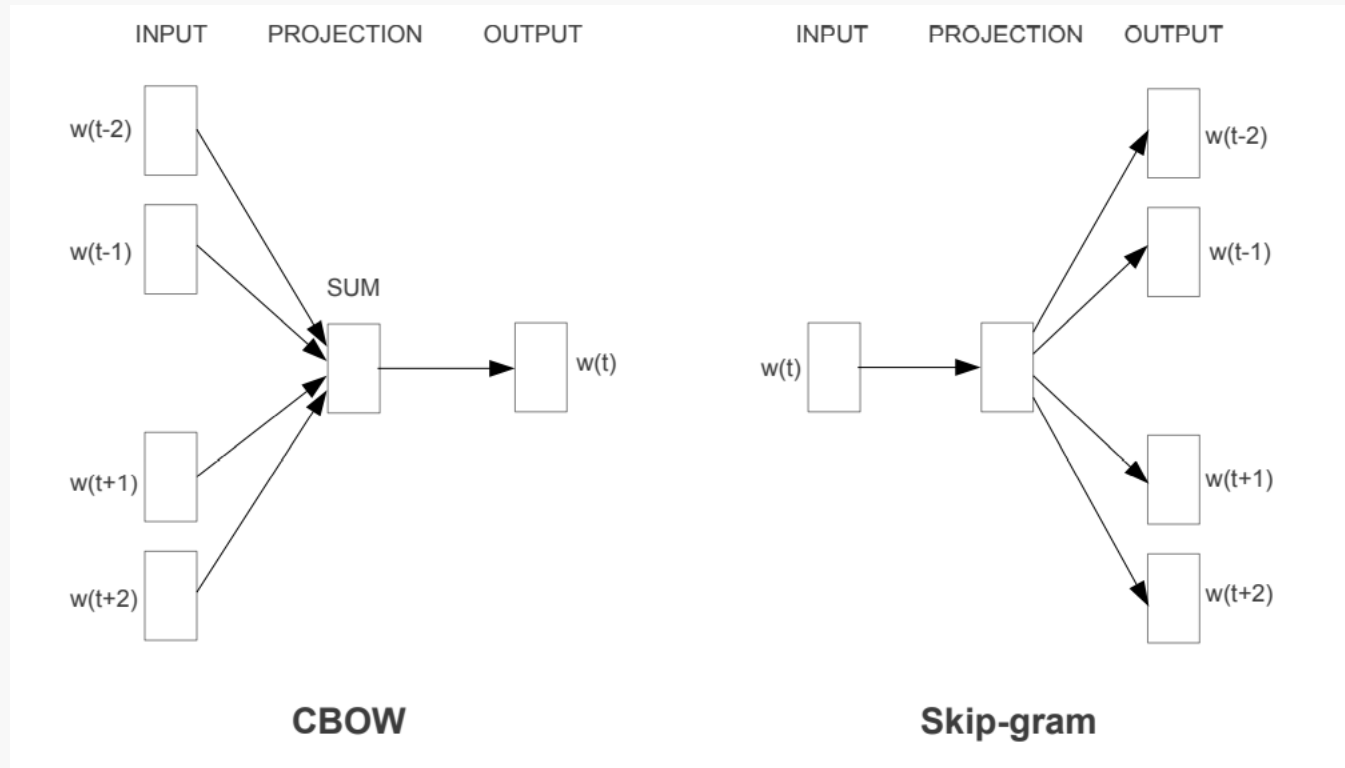 INPUT PROJECTION OUTPUT
w(t-2)
w(t-1)
SUM
w(t)
w(t+1)
w(t+2)
CBOW
INPUT PROJECTION OUTPUT
w(t-2)
w(t-1)
w(t)
w(t+1)
w(t+2)
Skip-gram